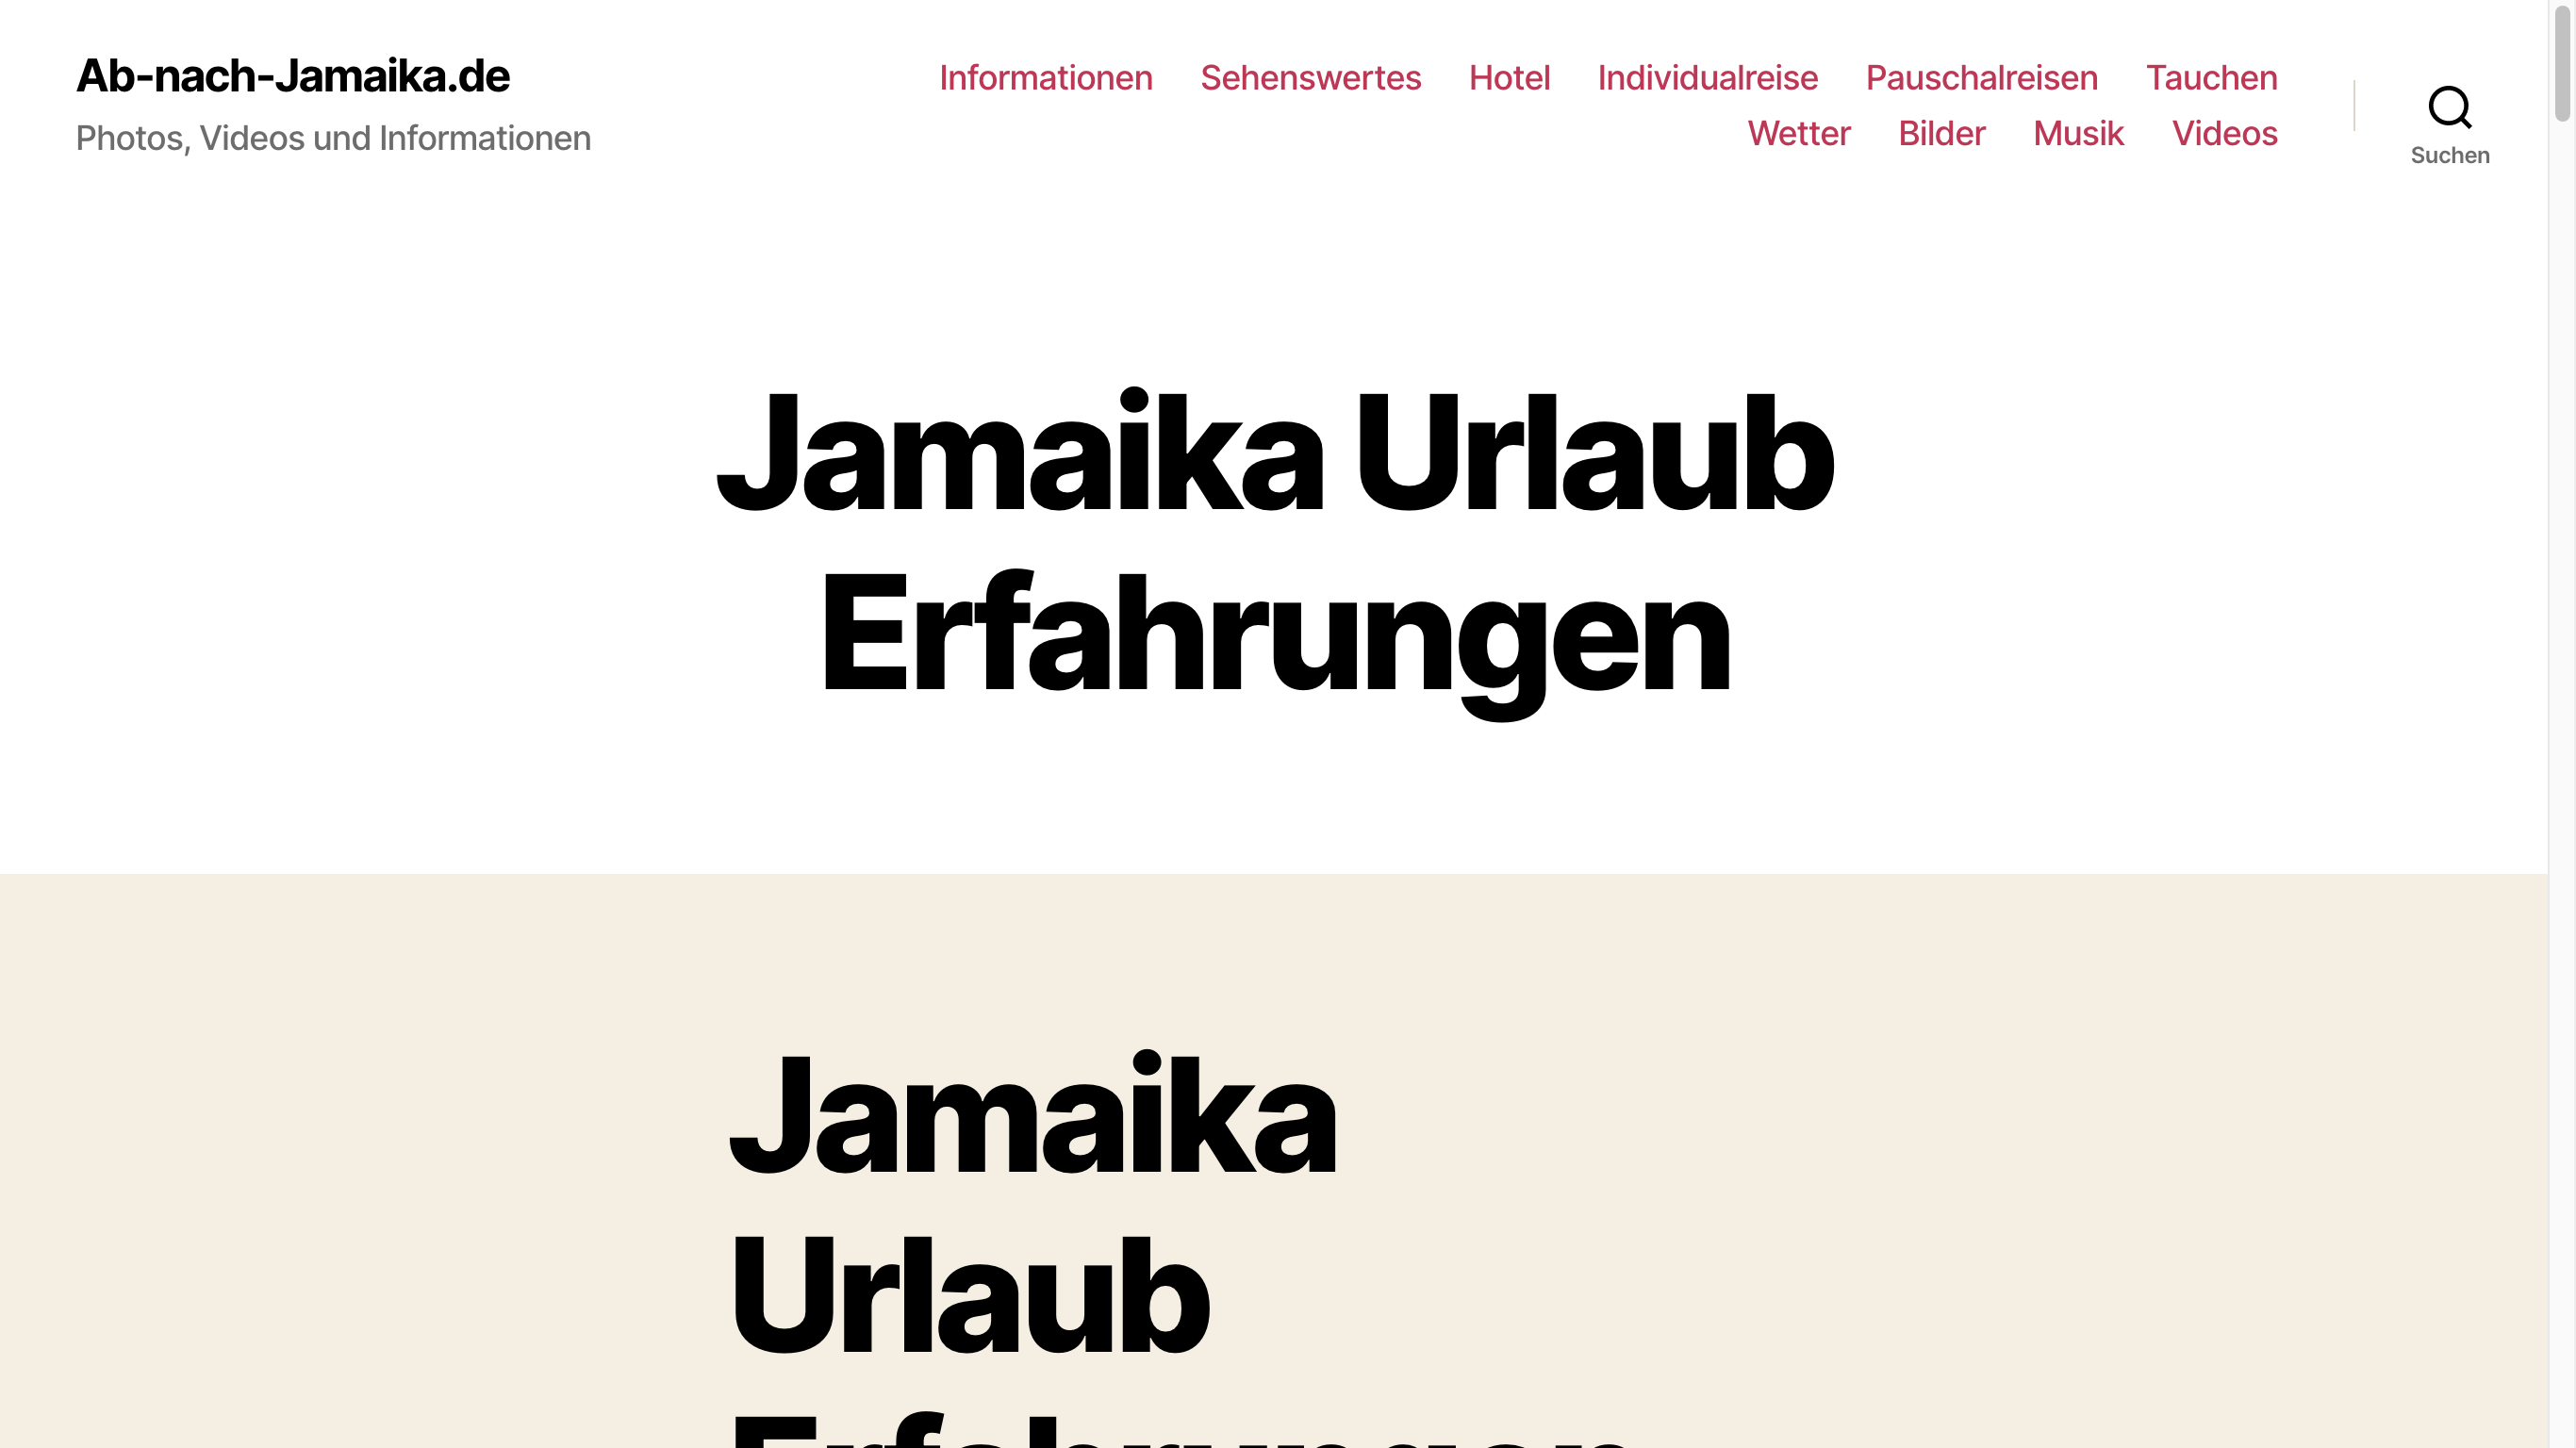 Ab-nach-Jamaika.de
Photos, Videos und Informationen
Informationen Sehenswertes Hotel Individualreise Pauschalreisen Tauchen
Wetter Bilder Musik Videos
Suchen
Jamaika Urlaub
Erfahrungen
Jamaika
Urlaub
Erfahrungen